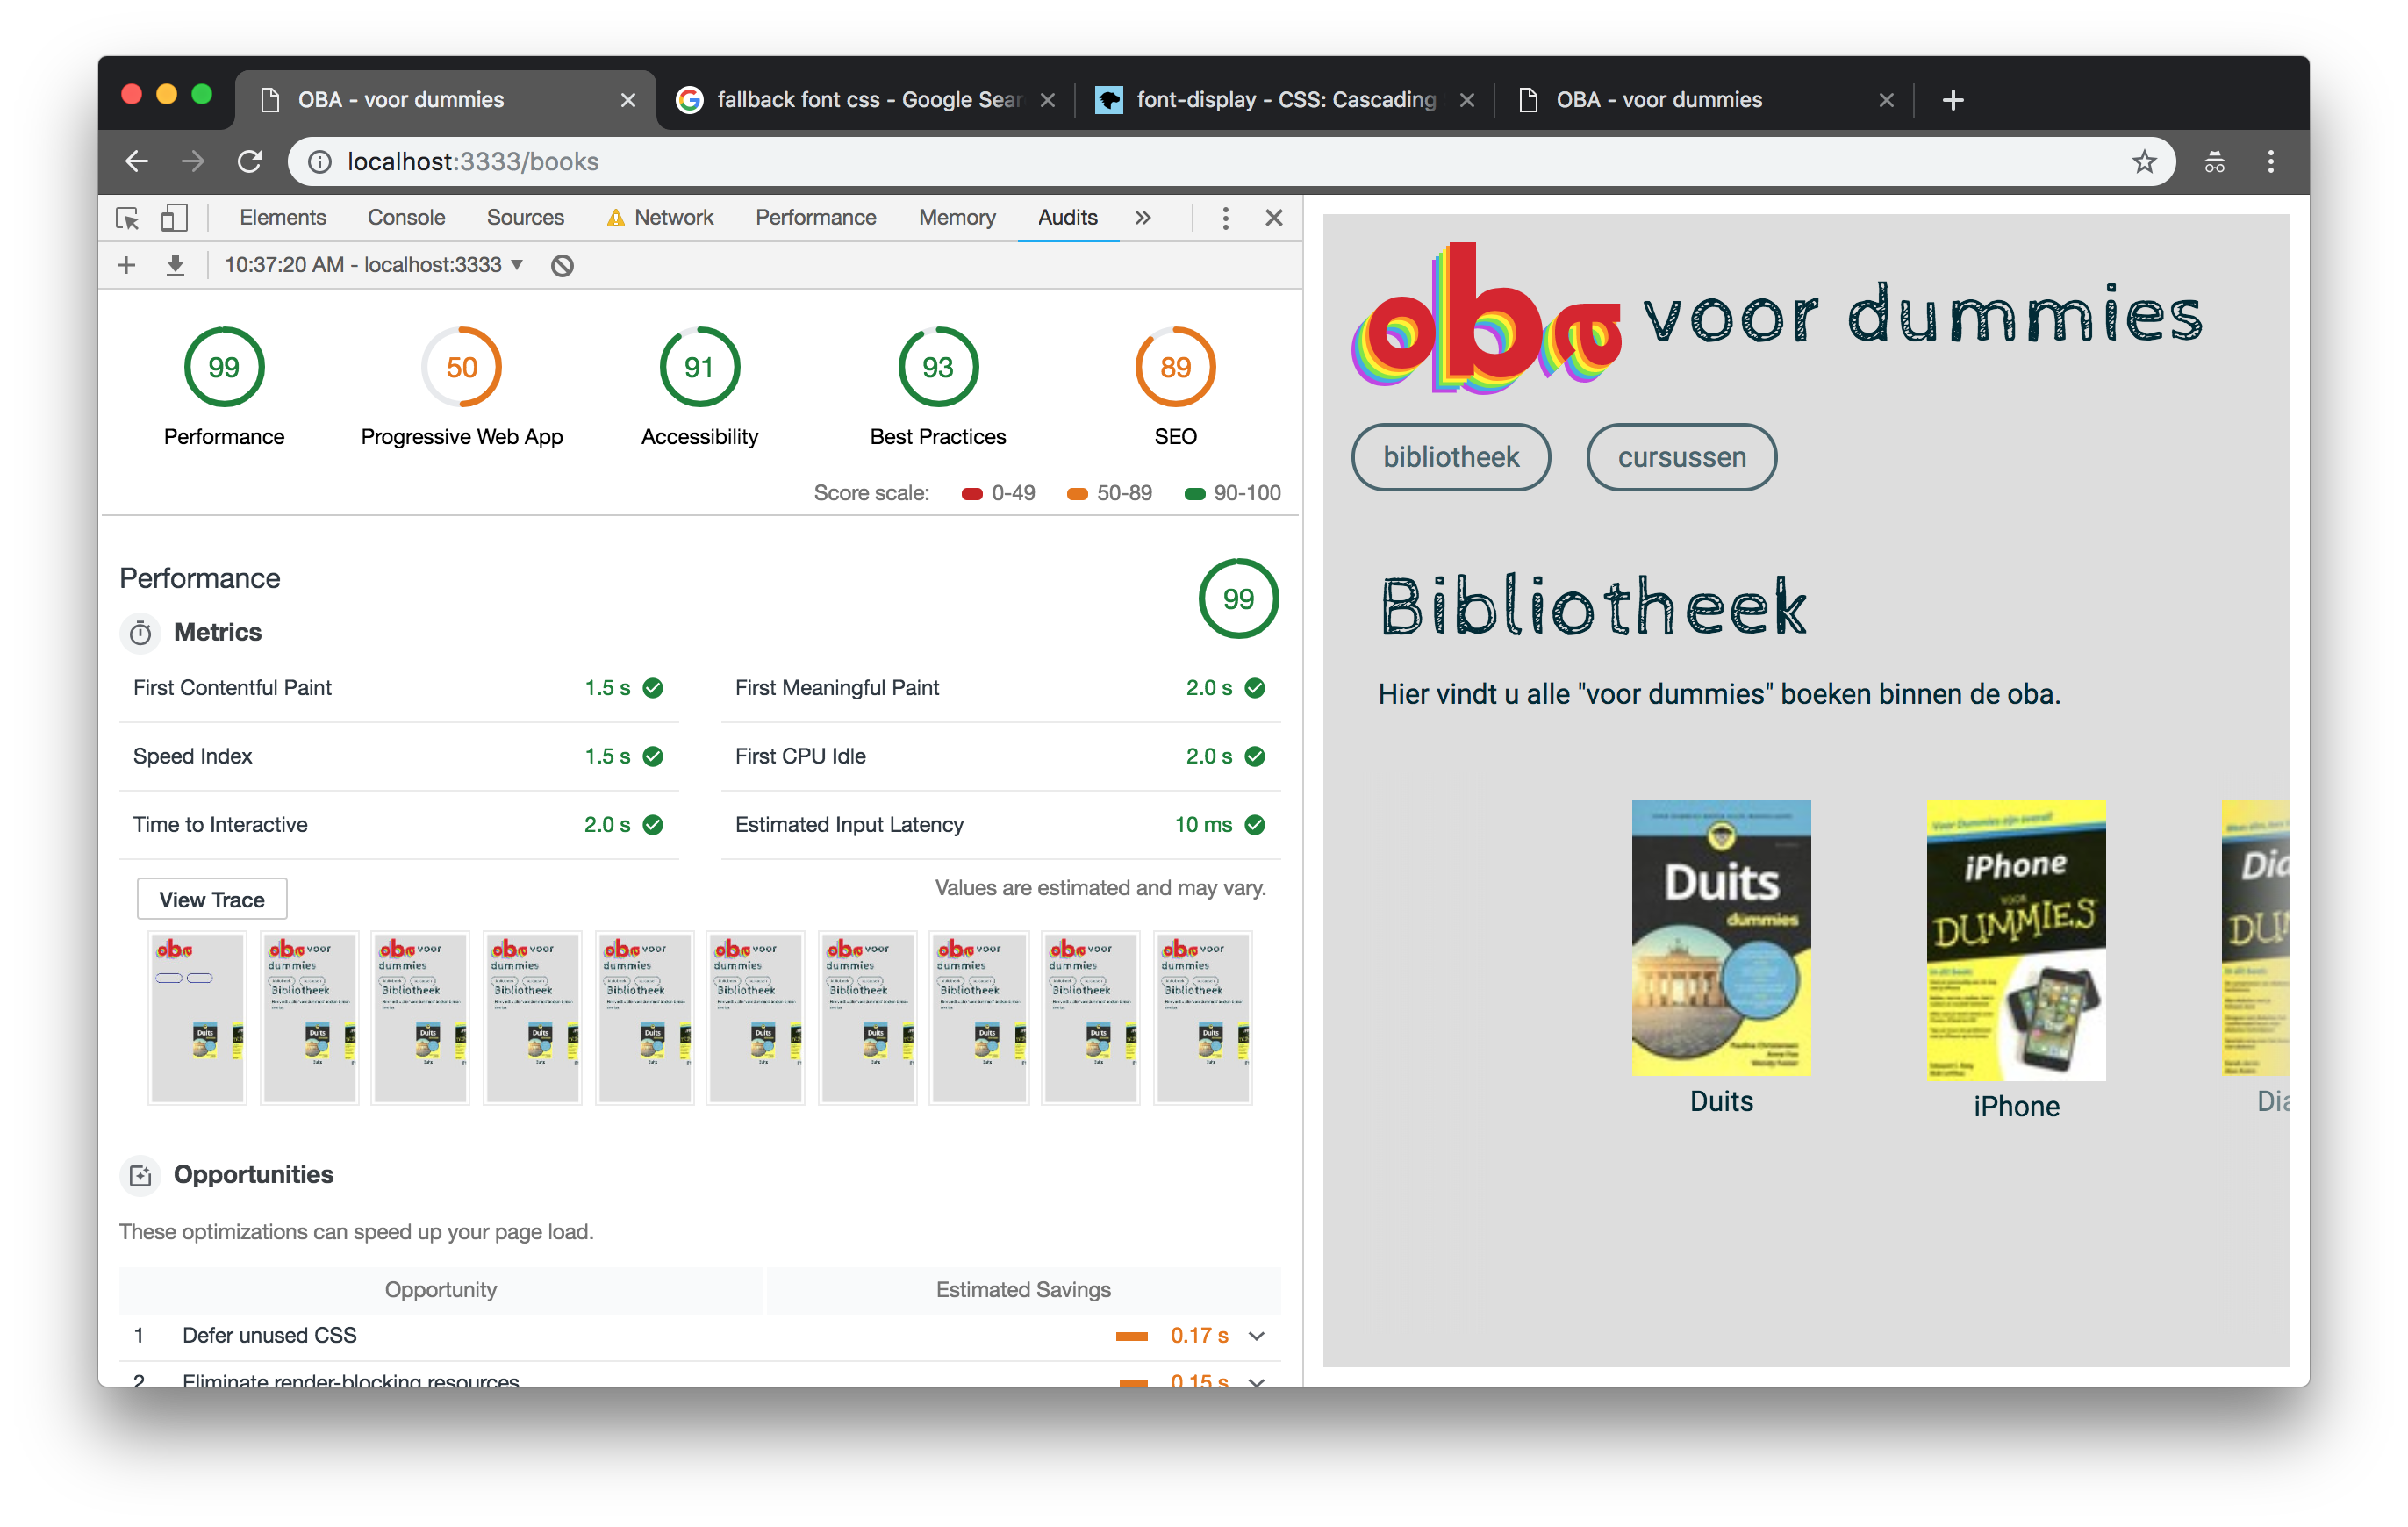 OBA - voor dummies
fallback font css - Google Sear
font-display - CSS: Cascading
OBA - voor dummies
localhost:3333/books
Elements Console Sources Network Performance Memory Audits
10:37:20 AM - localhost:3333
99 50 91 93 89
Performance Progressive Web App Accessibility Best Practices SEO
Score scale: 0-49 50-89 90-100
Performance
99
Metrics
First Contentful Paint 1.5 s
First Meaningful Paint 2.0 s
Speed Index 1.5 s
First CPU Idle 2.0 s
Time to Interactive 2.0 s
Estimated Input Latency 10 ms
View Trace
Values are estimated and may vary.
Opportunities
These optimizations can speed up your page load.
Opportunity Estimated Savings
1 Defer unused CSS 0.17 s
2 Eliminate render-blocking resources 0.15 s
oba voor dummies
bibliotheek cursussen
Bibliotheek
Hier vindt u alle "voor dummies" boeken binnen de oba.
Duits
dummies
Voor Dummies zijn overal!
iPhone
VOOR
DUMMIES
Dia
DUM
Duits
iPhone
Dia